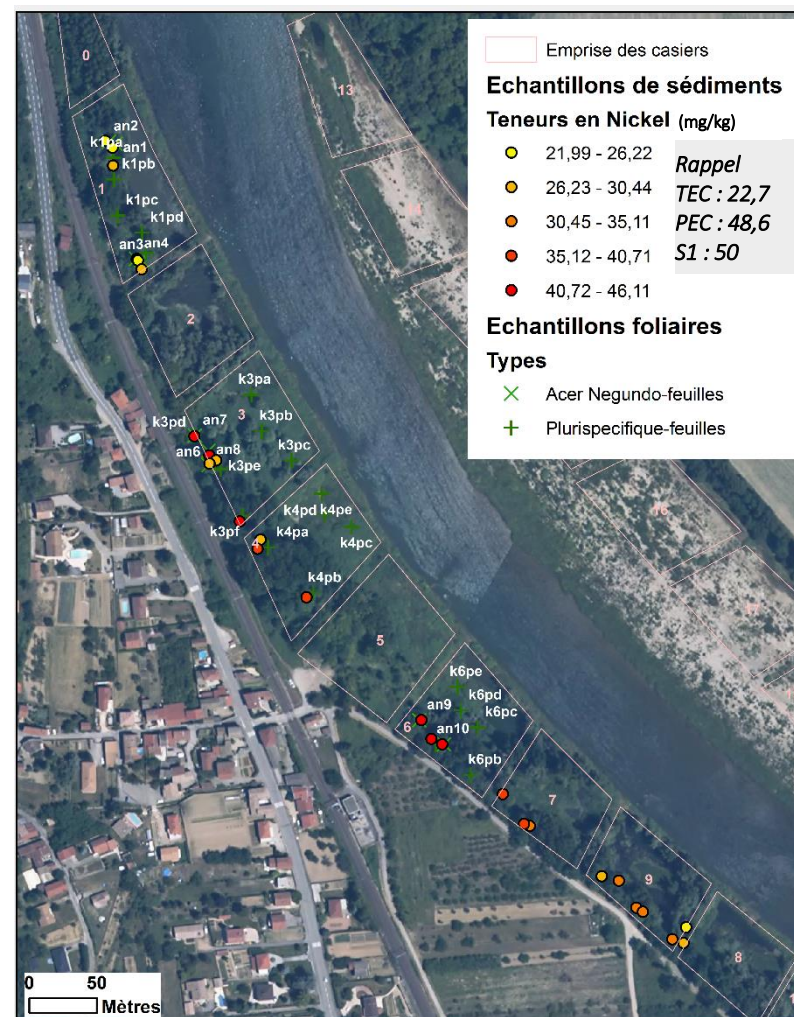 Emprise des casiers
Echantillons de sédiments
Teneurs en Nickel (mg/kg)
21,99 - 26,22
26,23 - 30,44
30,45 - 35,11
35,12 - 40,71
40,72 - 46,11
Rappel
TEC : 22,7
PEC : 48,6
S1 : 50
Echantillons foliaires
Types
Acer Negundo-feuilles
Plurispecifique-feuilles
0
13
an2
k1pa an1
k1pb
1
k1pc
k1pd
an3 an4
2
k3pa
3
k3pd an7
k3pb
an6 an8
k3pc
k3pe
k3pf
k4pd k4pe
k4pa
k4pc
4
k4pb
16
5
k6pe
k6pd
an9
k6pc
6
an10
k6pb
7
9
8
0 50
Mètres